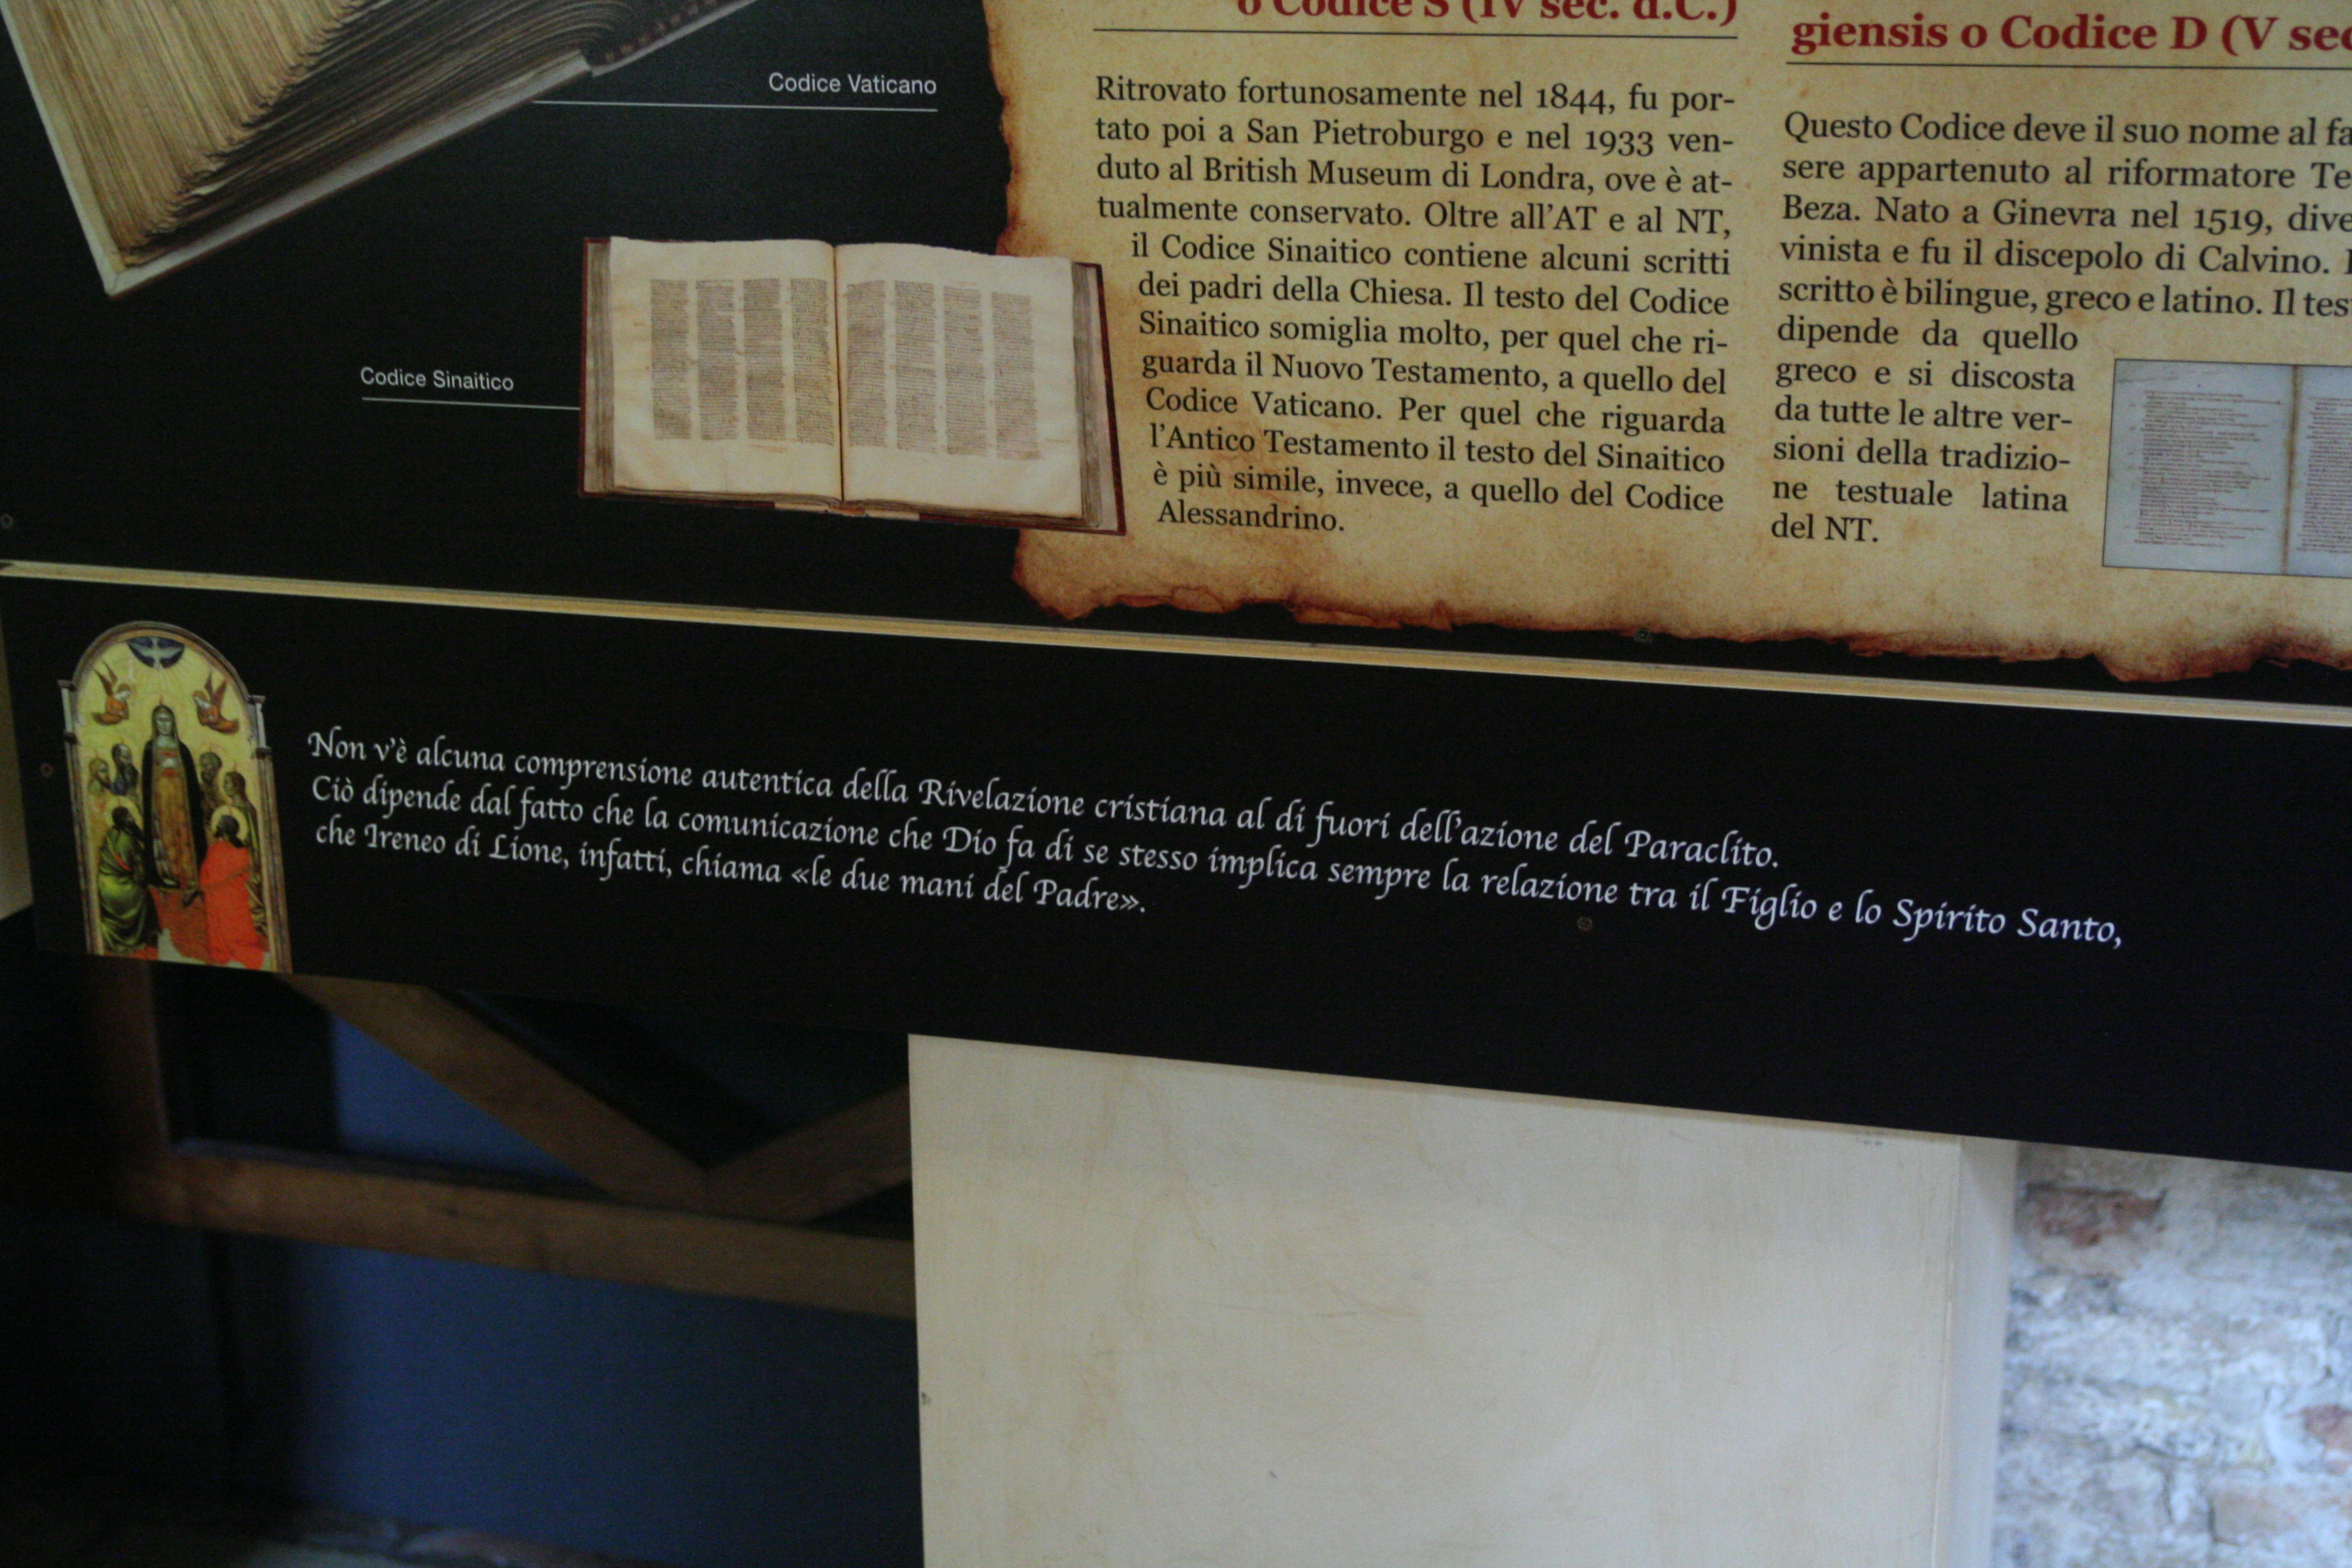 Codice Vaticano
Codice Sinaitico
o Codice S (IV sec. d.C.)
Ritrovato fortunosamente nel 1844, fu por-
tato poi a San Pietroburgo e nel 1933 ven-
duto al British Museum di Londra, ove è at-
tualmente conservato. Oltre all'AT e al NT,
il Codice Sinaitico contiene alcuni scritti
dei padri della Chiesa. Il testo del Codice
Sinaitico somiglia molto, per quel che ri-
guarda il Nuovo Testamento, a quello del
Codice Vaticano. Per quel che riguarda
l'Antico Testamento il testo del Sinaitico
è più simile, invece, a quello del Codice
Alessandrino.
giensis o Codice D (V sec
Questo Codice deve il suo nome al fa
sere appartenuto al riformatore Te
Beza. Nato a Ginevra nel 1519, dive
vinista e fu il discepolo di Calvino.
scritto è bilingue, greco e latino. Il tes
dipende da quello
greco e si discosta
da tutte le altre ver-
sioni della tradizio-
ne testuale latina
del NT.
Non v'è alcuna comprensione autentica della Rivelazione cristiana al di fuori dell'azione del Paraclito.
Ciò dipende dal fatto che la comunicazione che Dio fa di se stesso implica sempre la relazione tra il Figlio e lo Spirito Santo,
che Ireneo di Lione, infatti, chiama «le due mani del Padre».